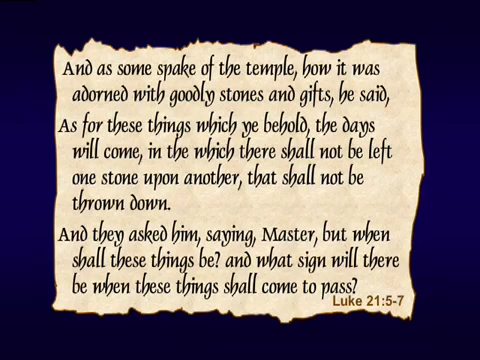 And as some spake of the temple, how it was
adorned with goodly stones and gifts, he said,
As for these things which ye behold, the days
will come, in the which there shall not be left
one stone upon another, that shall not be
thrown down.
And they asked him, saying, Master, but when
shall these things be? and what sign will there
be when these things shall come to pass?
Luke 21:5-7